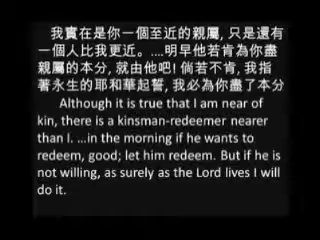 我實在是你一個至近的親屬, 只是還有
一個人比我更近。....明早他若肯為你盡
親屬的本分, 就由他吧! 倘若不肯, 我指
著永生的耶和華起誓, 我必為你盡了本分
Although it is true that I am near of
kin, there is a kinsman-redeemer nearer
than I. ...in the morning if he wants to
redeem, good; let him redeem. But if he is
not willing, as surely as the Lord lives I will
do it.